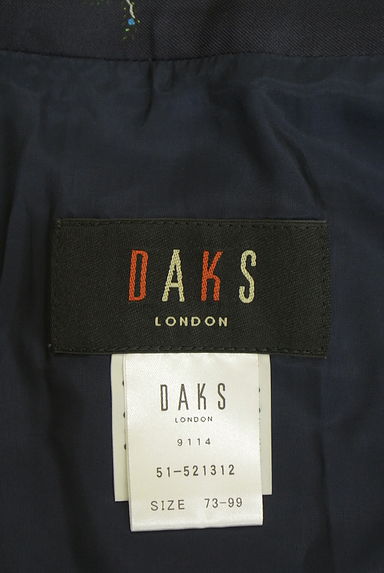 DAKS
LONDON
DAKS
LONDON
9114
51-521312
SIZE 73-99